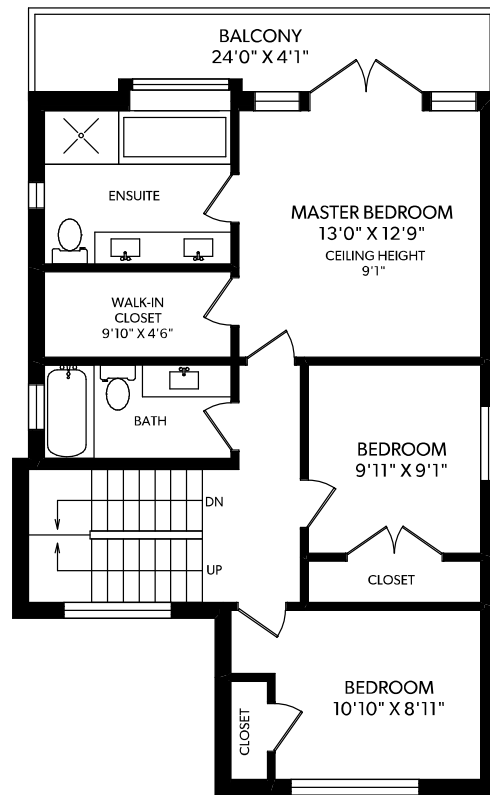 BALCONY
24'0" X 4'1"
ENSUITE
MASTER BEDROOM
13'0" X 12'9"
CEILING HEIGHT
9'1"
WALK-IN
CLOSET
9'10" X 4'6"
BATH
BEDROOM
9'11" X 9'1"
DN
UP
CLOSET
BEDROOM
10'10" X 8'11"
CLOSET